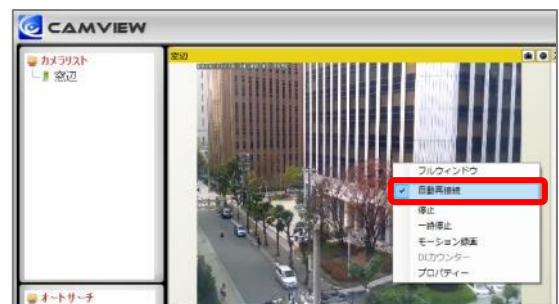 CAMVIEW
カメラリスト
窓辺
窓辺
フルウィンドウ
自動再接続
停止
一時停止
モーション録画
DIカウンター
プロパティー
オートサーチ